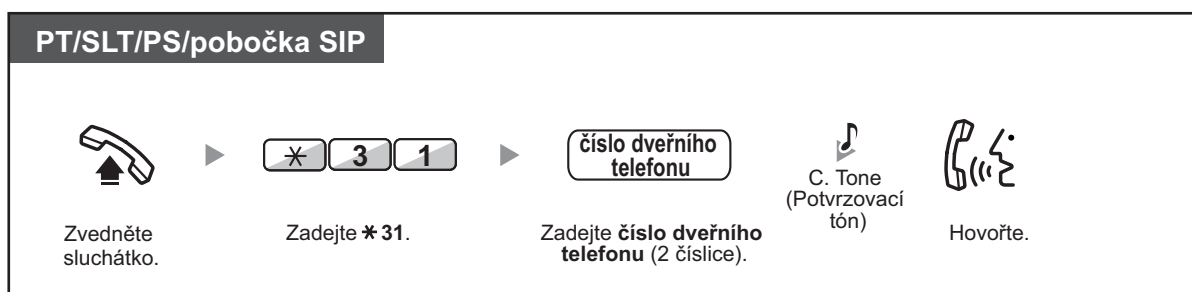 PT/SLT/PS/pobočka SIP
✳ 3 1
číslo dveřního
telefonu
C. Tone
(Potvrzovací
tón)
Zvedněte
sluchátko.
Zadejte ✳31.
Zadejte číslo dveřního
telefonu (2 číslice).
Hovořte.